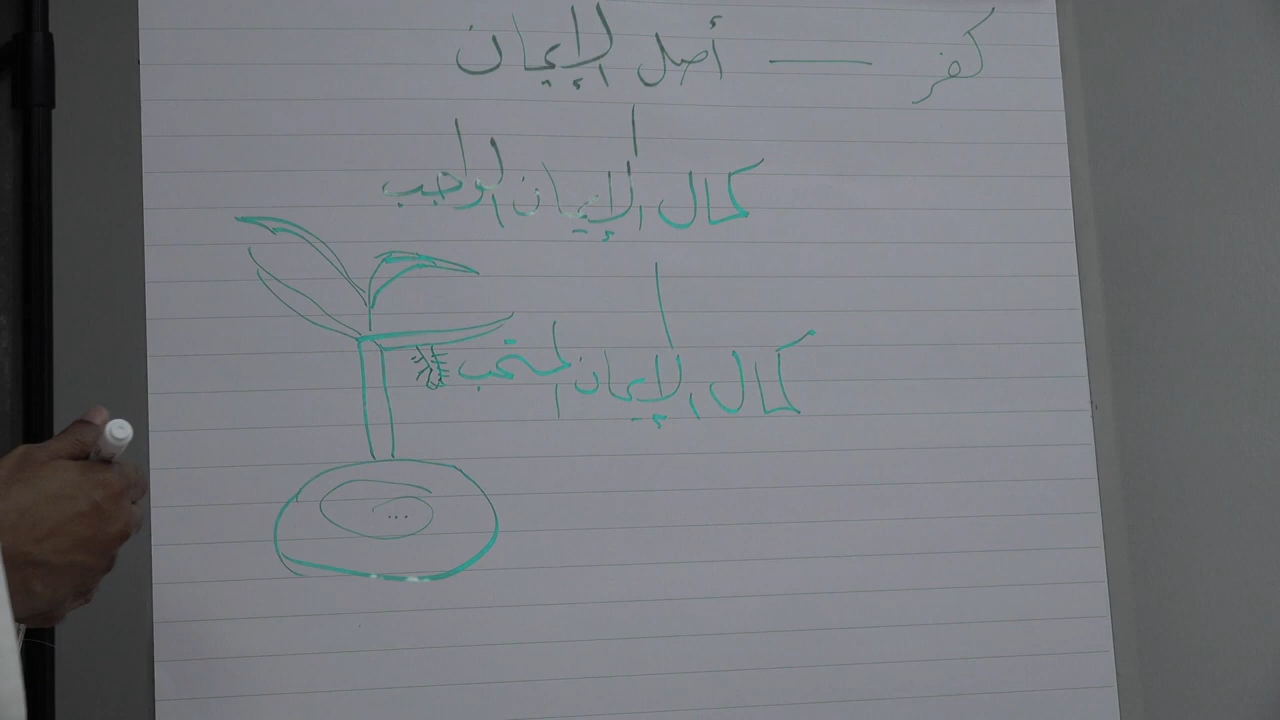 كفر — أصل الإيمان
كمال الإيمان الواجب
كمال الإيمان المستحب
...